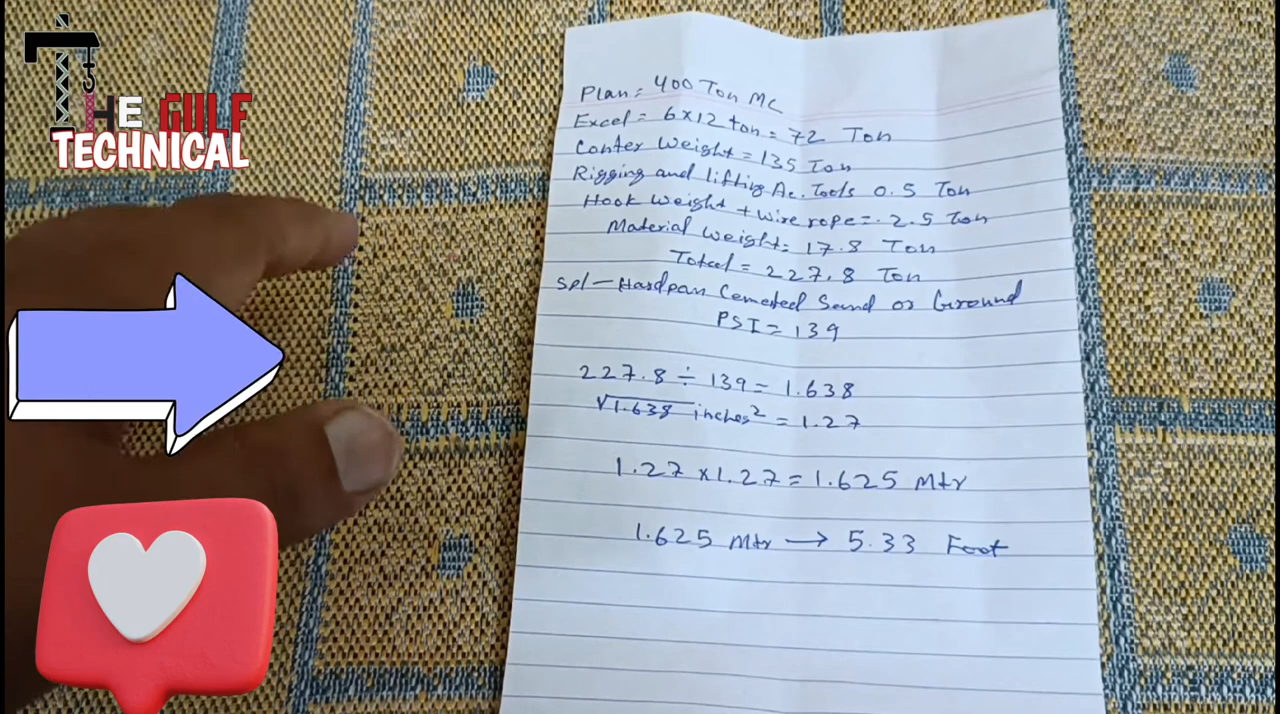 THE GULF
TECHNICAL
Plan = 400 Ton MC
Excel = 6x12 ton = 72 Ton
Conter Weight = 135 Ton
Rigging and lifting Ac. Tools 0.5 Ton
Hook Weight + wire rope = 2.5 Ton
Material Weight = 17.8 Ton
Total = 227.8 Ton
Spl - Hardpan Cemeted Sand or Ground
PSI = 139
227.8 ÷ 139 = 1.638
√1.638 inches² = 1.27
1.27 x 1.27 = 1.625 Mtr
1.625 Mtr → 5.33 Foot